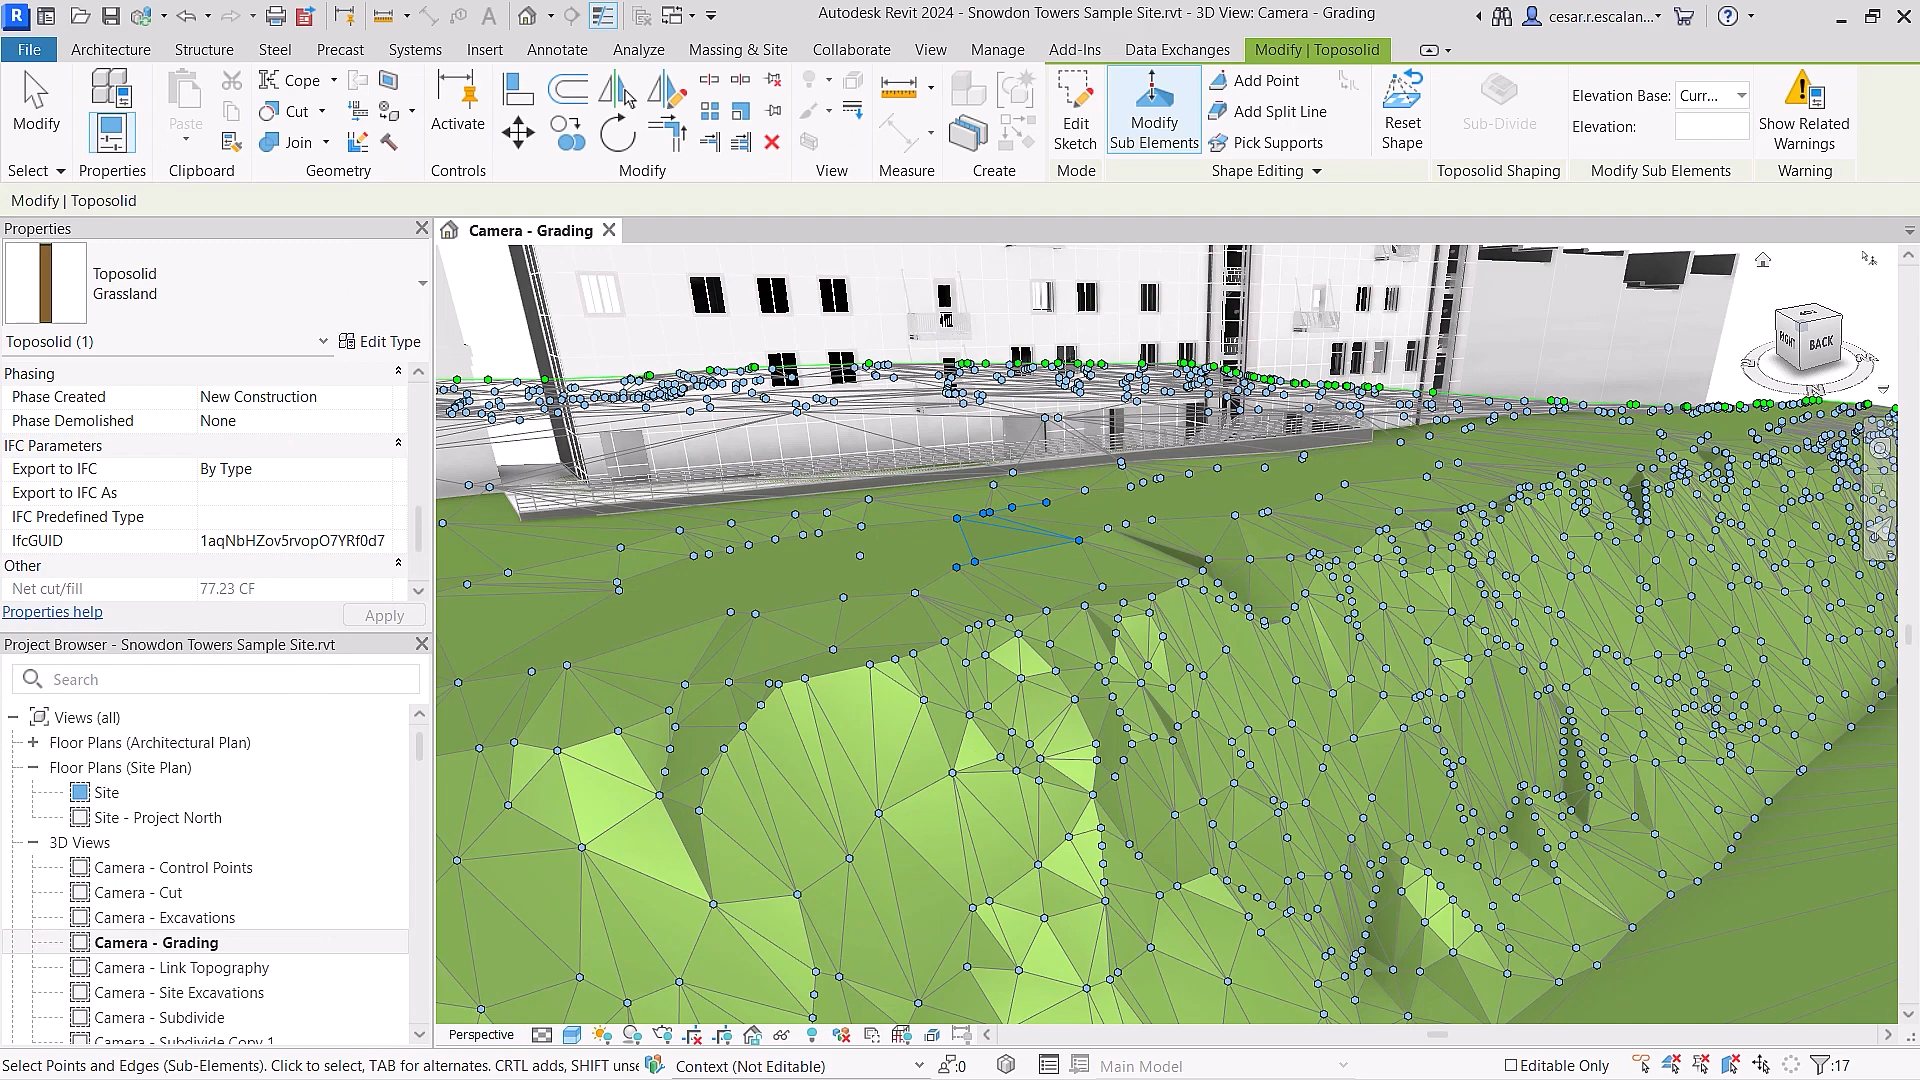 Autodesk Revit 2024 - Snowdon Towers Sample Site.rvt - 3D View: Camera - Grading
cesar.r.escalan...
File Architecture Structure Steel Precast Systems Insert Annotate Analyze Massing & Site Collaborate View Manage Add-Ins Data Exchanges Modify | Toposolid
Modify
Paste
Cope
Cut
Join
Activate
Edit Sketch
Modify Sub Elements
Add Point
Add Split Line
Pick Supports
Reset Shape
Sub-Divide
Elevation Base: Curr...
Elevation:
Show Related Warnings
Select Properties Clipboard Geometry Controls Modify View Measure Create Mode Shape Editing Toposolid Shaping Modify Sub Elements Warning
Modify | Toposolid
Properties
Camera - Grading
Toposolid
Grassland
Toposolid (1)
Edit Type
Phasing
Phase Created New Construction
Phase Demolished None
IFC Parameters
Export to IFC By Type
Export to IFC As
IFC Predefined Type
IfcGUID 1aqNbHZov5rvopO7YRf0d7
Other
Net cut/fill 77.23 CF
Properties help
Apply
RIGHT
BACK
Project Browser - Snowdon Towers Sample Site.rvt
Search
Views (all)
Floor Plans (Architectural Plan)
Floor Plans (Site Plan)
Site
Site - Project North
3D Views
Camera - Control Points
Camera - Cut
Camera - Excavations
Camera - Grading
Camera - Link Topography
Camera - Site Excavations
Camera - Subdivide
Camera - Subdivide Copy 1
Perspective
Select Points and Edges (Sub-Elements). Click to select, TAB for alternates. CRTL adds, SHIFT unse
Context (Not Editable)
:0
Main Model
Editable Only
:17